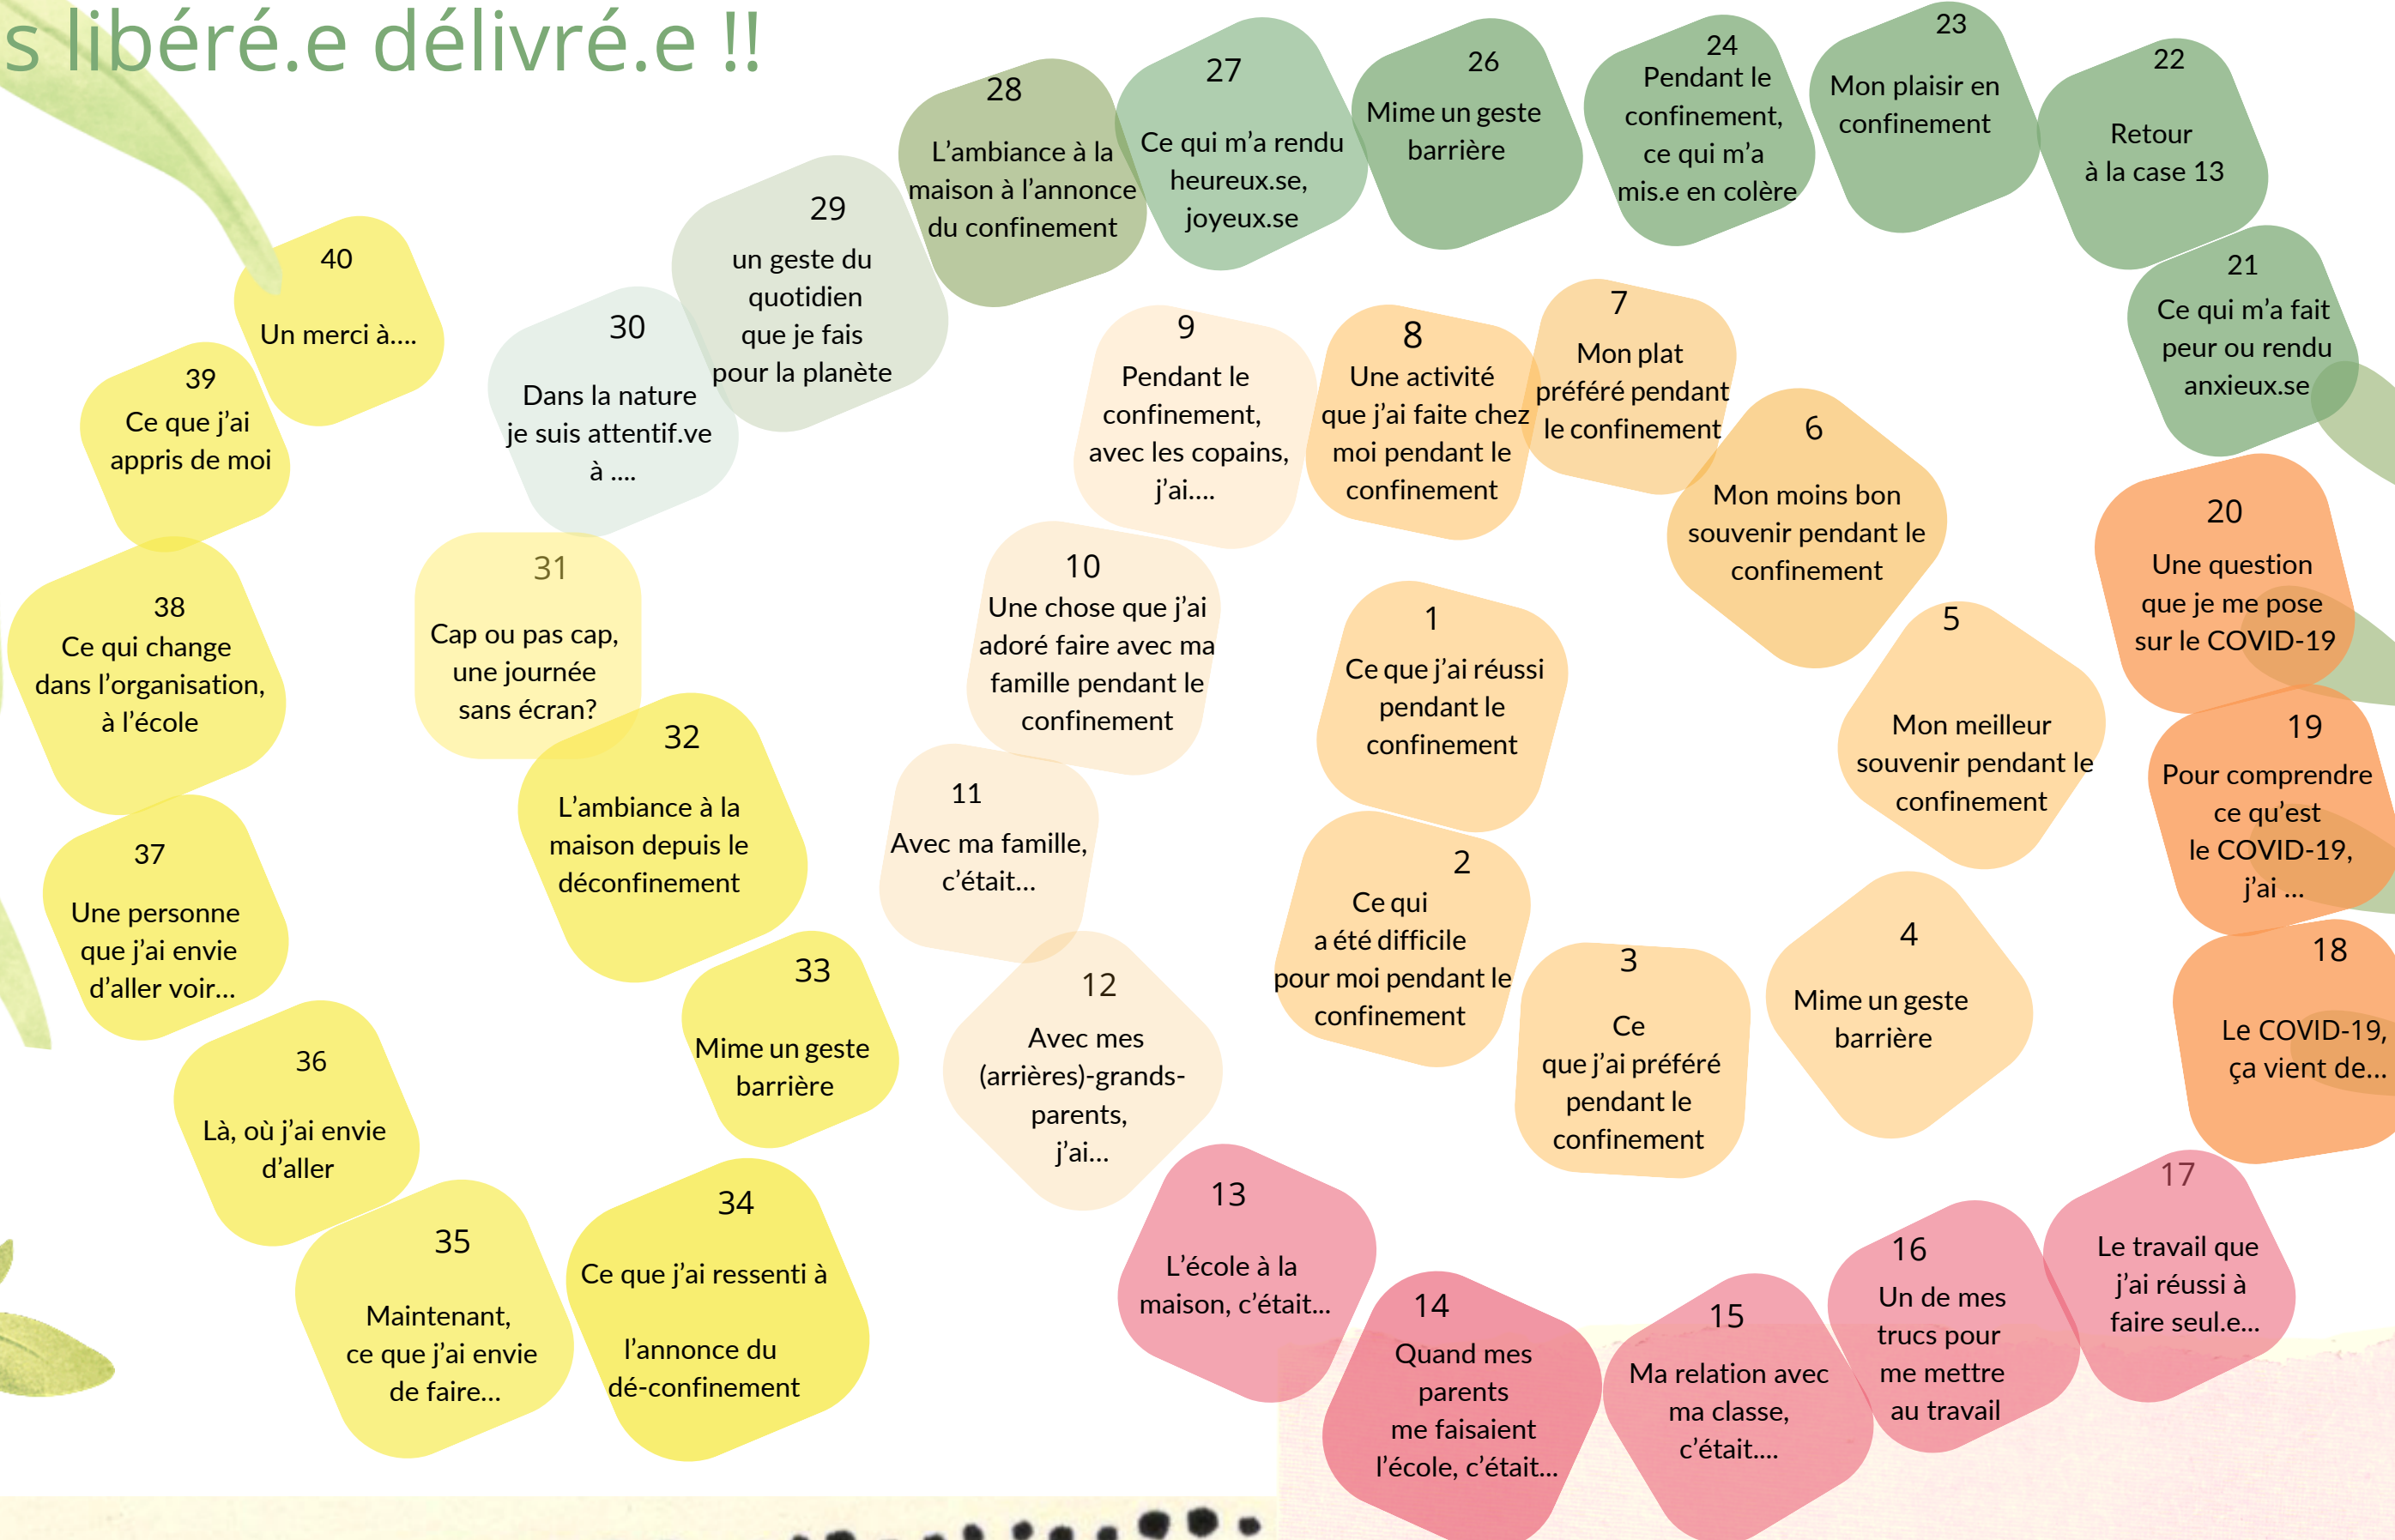 s libéré.e délivré.e !!
1
Ce que j’ai réussi
pendant le
confinement
2
Ce qui
a été difficile
pour moi pendant le
confinement
3
Ce
que j’ai préféré
pendant le
confinement
4
Mime un geste
barrière
5
Mon meilleur
souvenir pendant le
confinement
6
Mon moins bon
souvenir pendant le
confinement
7
Mon plat
préféré pendant
le confinement
8
Une activité
que j’ai faite chez
moi pendant le
confinement
9
Pendant le
confinement,
avec les copains,
j’ai....
10
Une chose que j’ai
adoré faire avec ma
famille pendant le
confinement
11
Avec ma famille,
c’était...
12
Avec mes
(arrières)-grands-
parents,
j’ai...
13
L’école à la
maison, c’était...
14
Quand mes
parents
me faisaient
l’école, c’était...
15
Ma relation avec
ma classe,
c’était....
16
Un de mes
trucs pour
me mettre
au travail
17
Le travail que
j’ai réussi à
faire seul.e...
18
Le COVID-19,
ça vient de...
19
Pour comprendre
ce qu’est
le COVID-19,
j’ai ...
20
Une question
que je me pose
sur le COVID-19
21
Ce qui m’a fait
peur ou rendu
anxieux.se
22
Retour
à la case 13
23
Mon plaisir en
confinement
24
Pendant le
confinement,
ce qui m’a
mis.e en colère
26
Mime un geste
barrière
27
Ce qui m’a rendu
heureux.se,
joyeux.se
28
L’ambiance à la
maison à l’annonce
du confinement
29
un geste du
quotidien
que je fais
pour la planète
30
Dans la nature
je suis attentif.ve
à ....
31
Cap ou pas cap,
une journée
sans écran?
32
L’ambiance à la
maison depuis le
déconfinement
33
Mime un geste
barrière
34
Ce que j’ai ressenti à
l’annonce du
dé-confinement
35
Maintenant,
ce que j’ai envie
de faire...
36
Là, où j’ai envie
d’aller
37
Une personne
que j’ai envie
d’aller voir...
38
Ce qui change
dans l’organisation,
à l’école
39
Ce que j’ai
appris de moi
40
Un merci à....